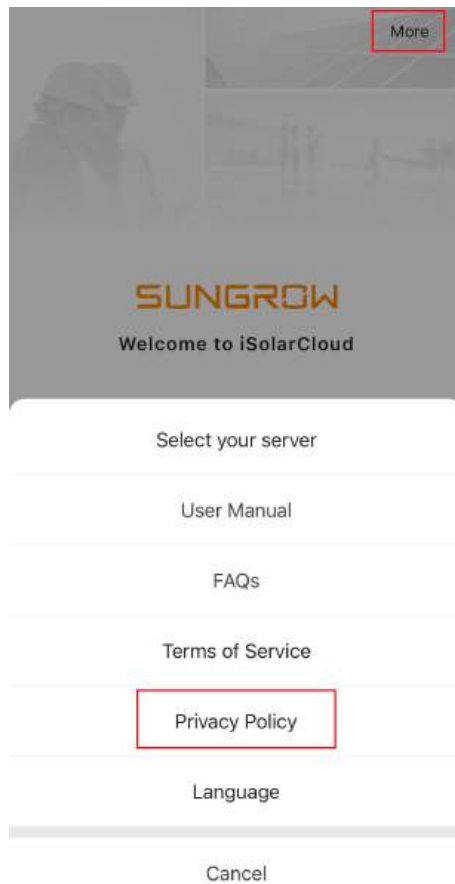 More
SUNGROW
Welcome to iSolarCloud
Select your server
User Manual
FAQs
Terms of Service
Privacy Policy
Language
Cancel